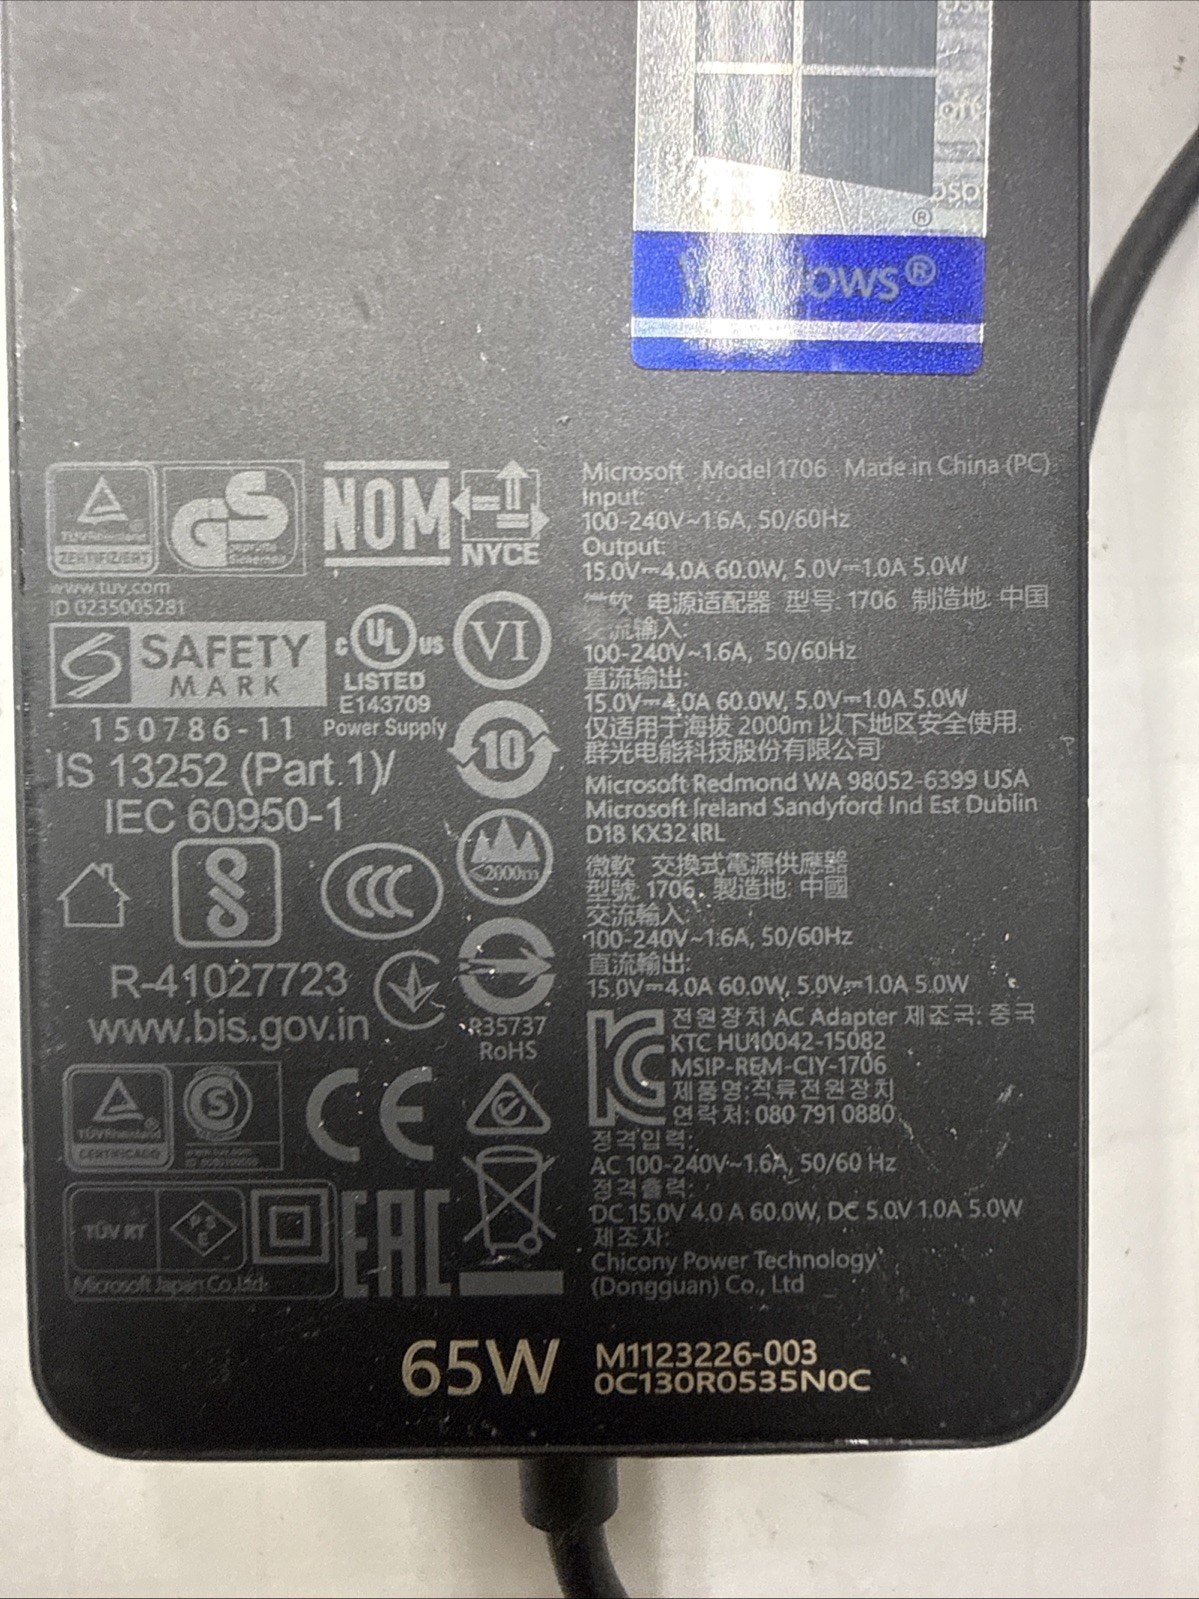 Windows®
Microsoft Model 1706 Made in China (PC)
Input:
100-240V~1.6A, 50/60Hz
Output:
15.0V⎓4.0A 60.0W, 5.0V⎓1.0A 5.0W
软 电源适配器 型号: 1706 制造地: 中国
交流输入:
100-240V~1.6A, 50/60Hz
直流输出:
15.0V⎓4.0A 60.0W, 5.0V⎓1.0A 5.0W
仅适用于海拔 2000m 以下地区安全使用.
群光电能科技股份有限公司
Microsoft Redmond WA 98052-6399 USA
Microsoft Ireland Sandyford Ind Est Dublin
D18 KX32 IRL
微軟 交換式電源供應器
型號: 1706. 製造地: 中國
交流輸入:
100-240V~1.6A, 50/60Hz
直流輸出:
15.0V⎓4.0A 60.0W, 5.0V⎓1.0A 5.0W
전원장치 AC Adapter 제조국: 중국
KTC HU10042-15082
MSIP-REM-CIY-1706
제품명:직류전원장치
연락처: 080 791 0880
정격입력:
AC 100-240V~1.6A, 50/60 Hz
정격출력:
DC 15.0V 4.0 A 60.0W, DC 5.0V 1.0A 5.0W
제조자:
Chicony Power Technology
(Dongguan) Co., Ltd
TÜVRheinland
ZERTIFIZIERT
GS
geprüfte
Sicherheit
NOM
NYCE
www.tuv.com
ID 0235005281
SAFETY
MARK
150786-11
c UL us
LISTED
E143709
Power Supply
VI
10
IS 13252 (Part.1)/
IEC 60950-1
CCC
<2000m
R-41027723
www.bis.gov.in
R35737
RoHS
TÜVRheinland
CERTIFICADO
S
www.tuv.com
CE
TÜV RT
PSE
Microsoft Japan Co.,Ltd.
EAC
65W
M1123226-003
0C130R0535N0C